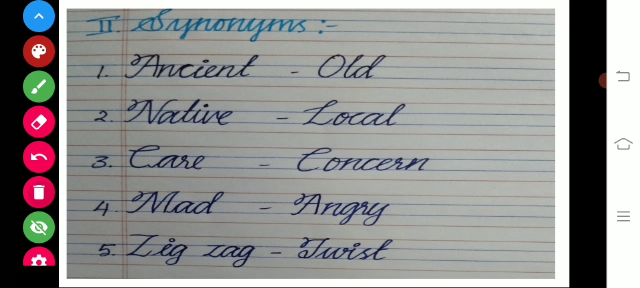 II. Synonyms :-
1. Ancient - Old
2. Native - Local
3. Care - Concern
4. Mad - Angry
5. Zig zag - Twist